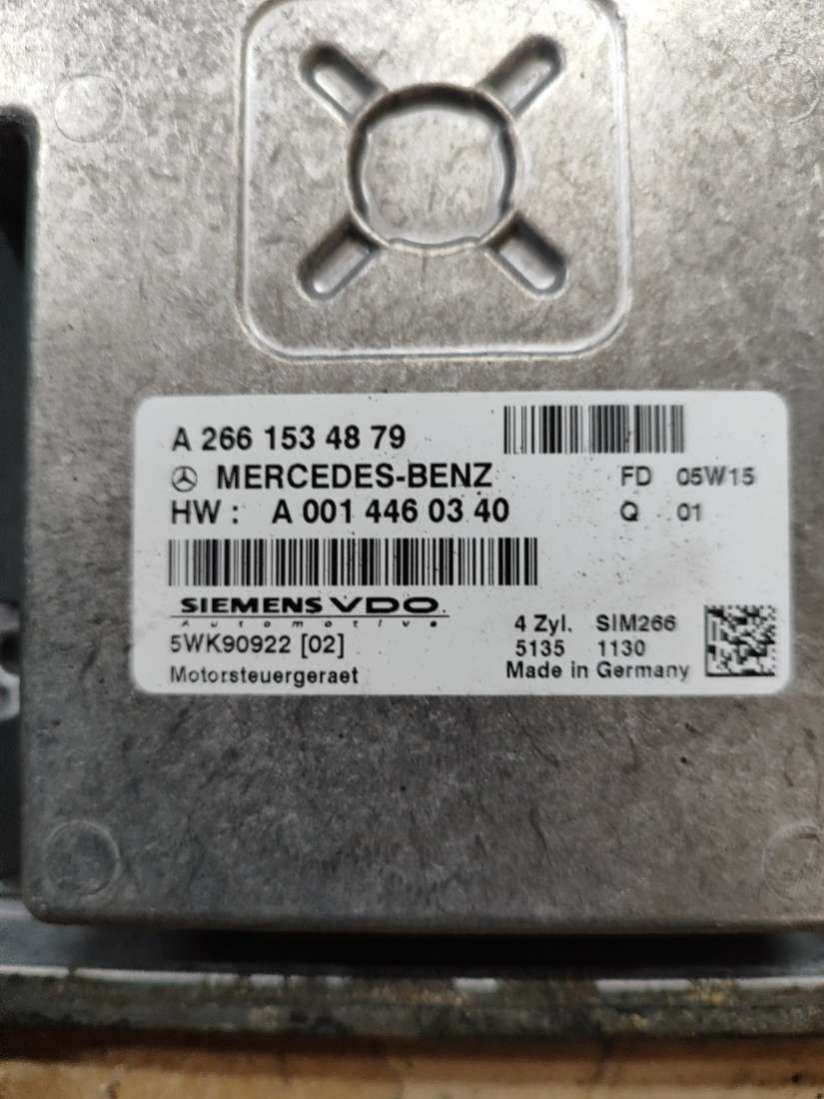 A 266 153 48 79
MERCEDES-BENZ FD 05W15
HW : A 001 446 03 40 Q 01
SIEMENS VDO
Automotive
4 Zyl. SIM266
5WK90922 [02] 5135 1130
Motorsteuergeraet Made in Germany